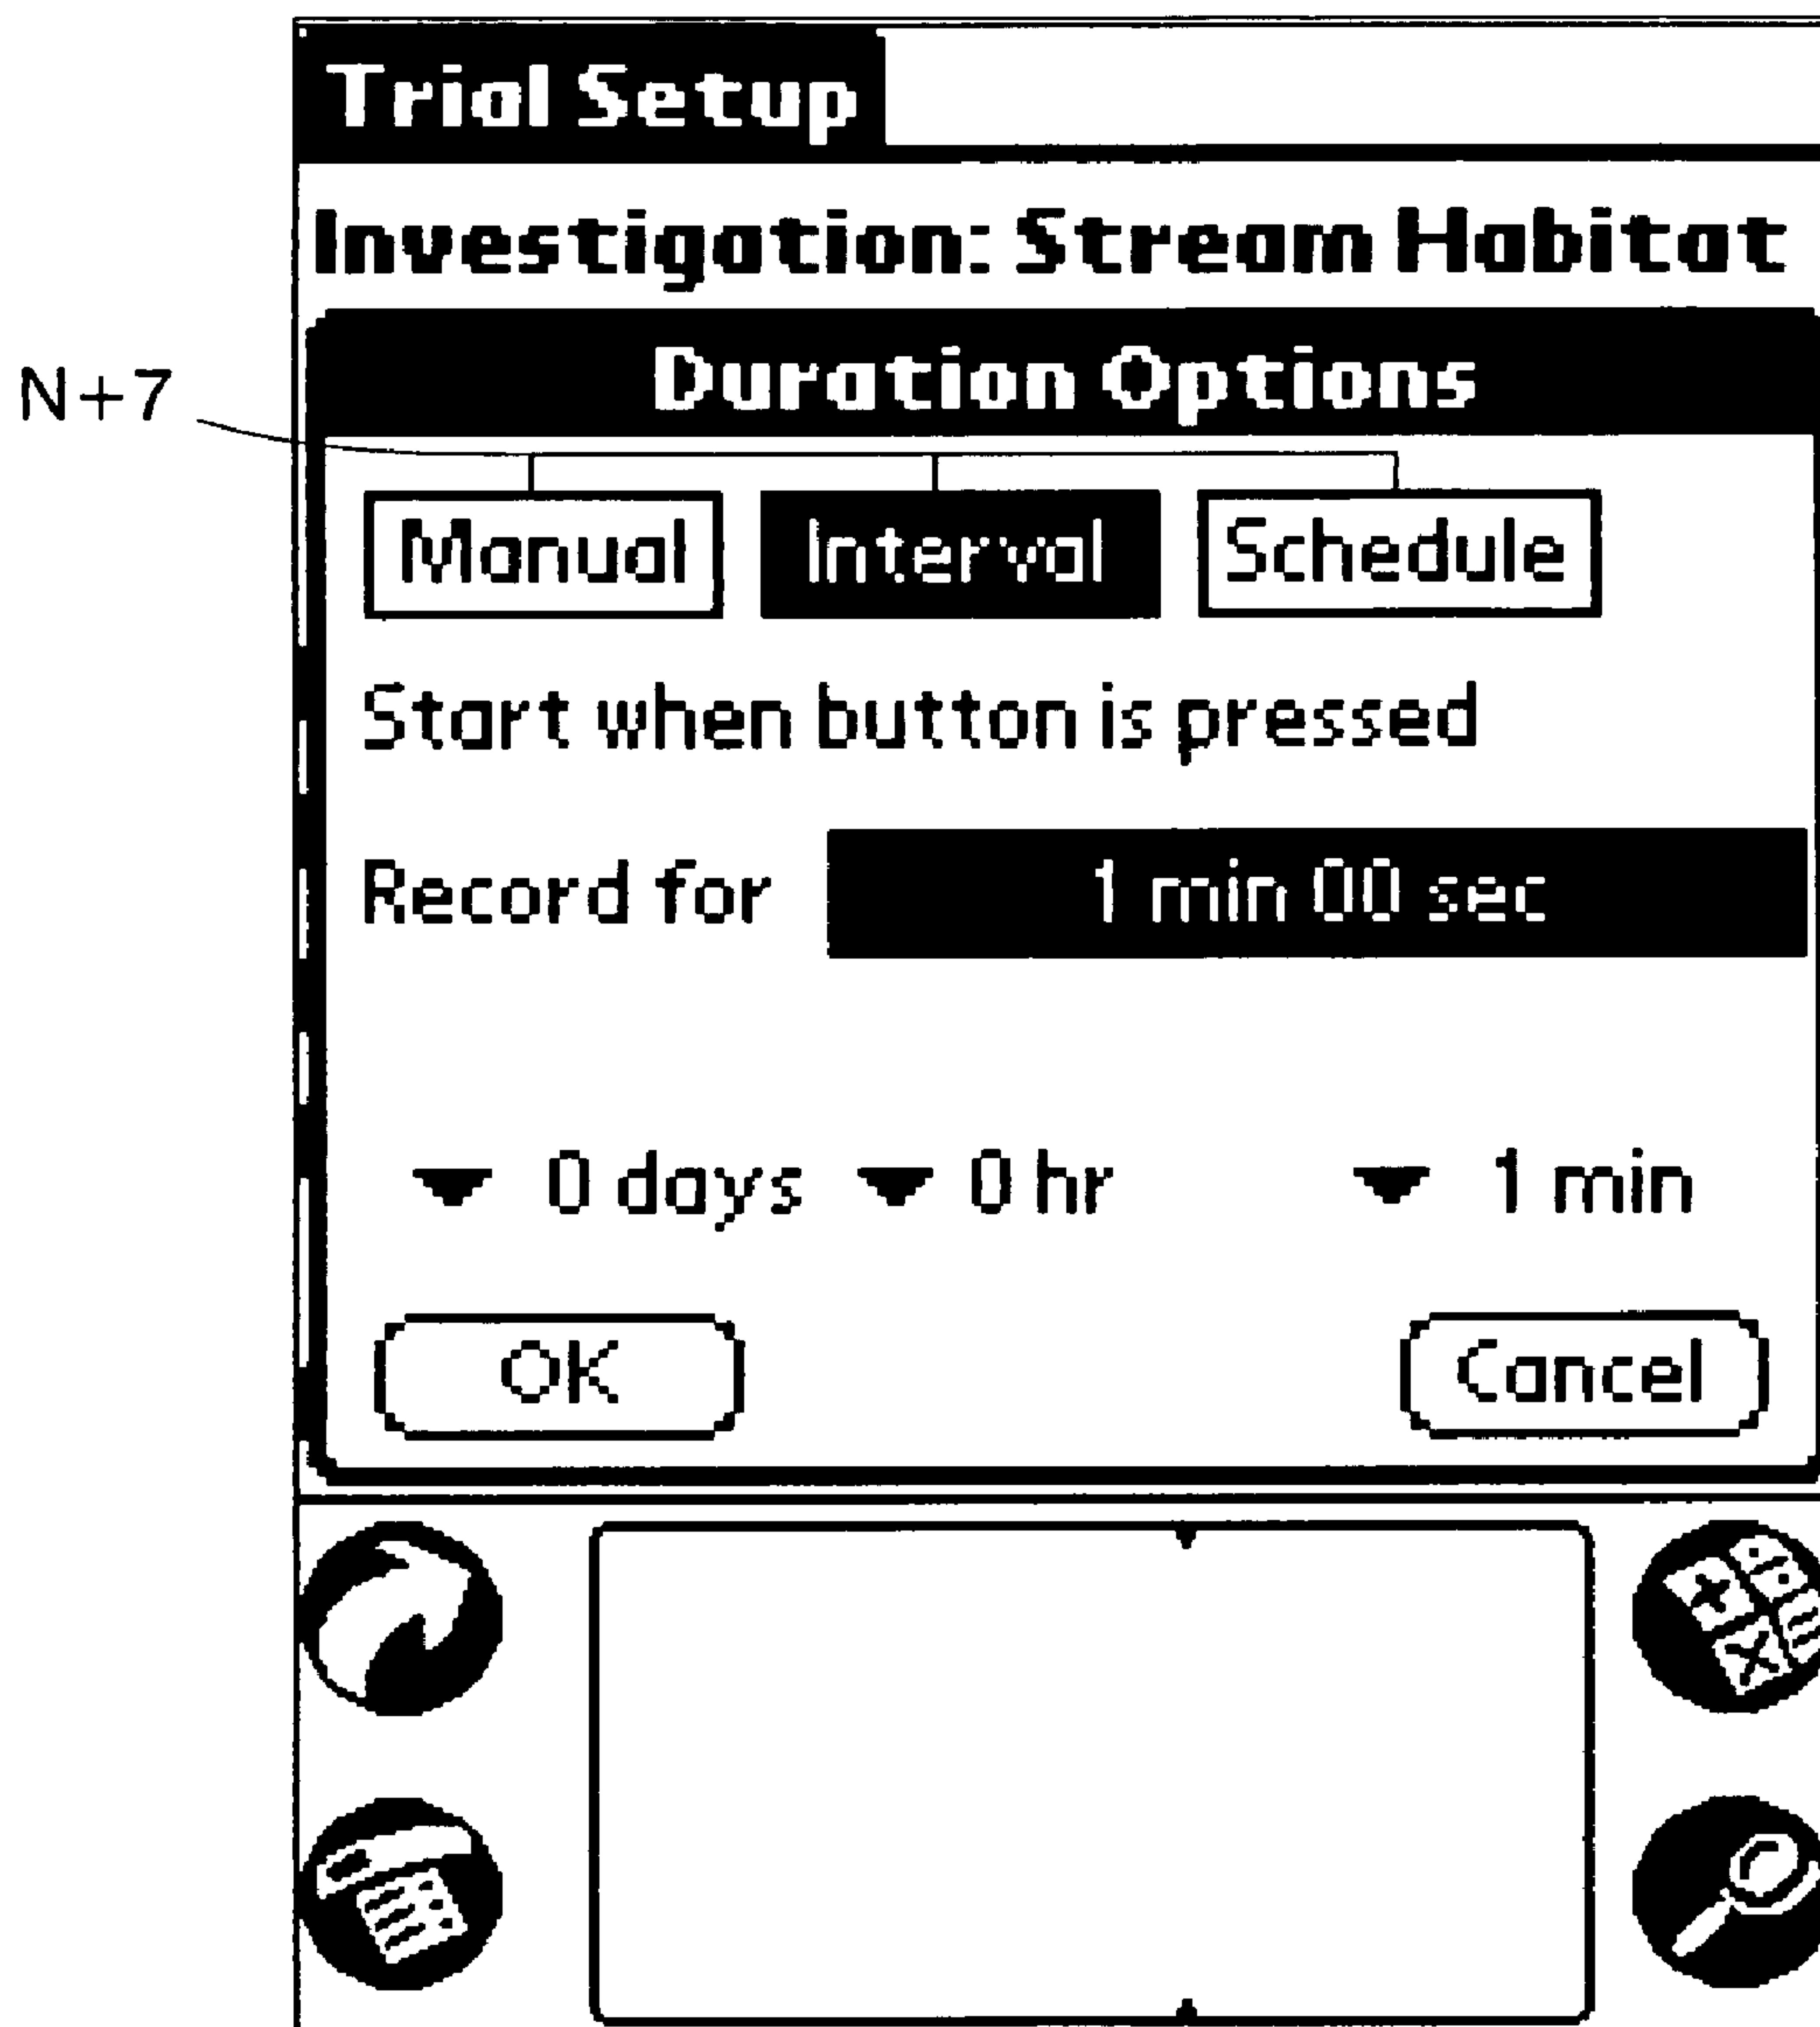 Trial Setup
Investigation: Stream Habitat
Duration Options
N+7
Manual Interval Schedule
Start when button is pressed
Record for 1 min 00 sec
0 days 0 hr 1 min
OK Cancel